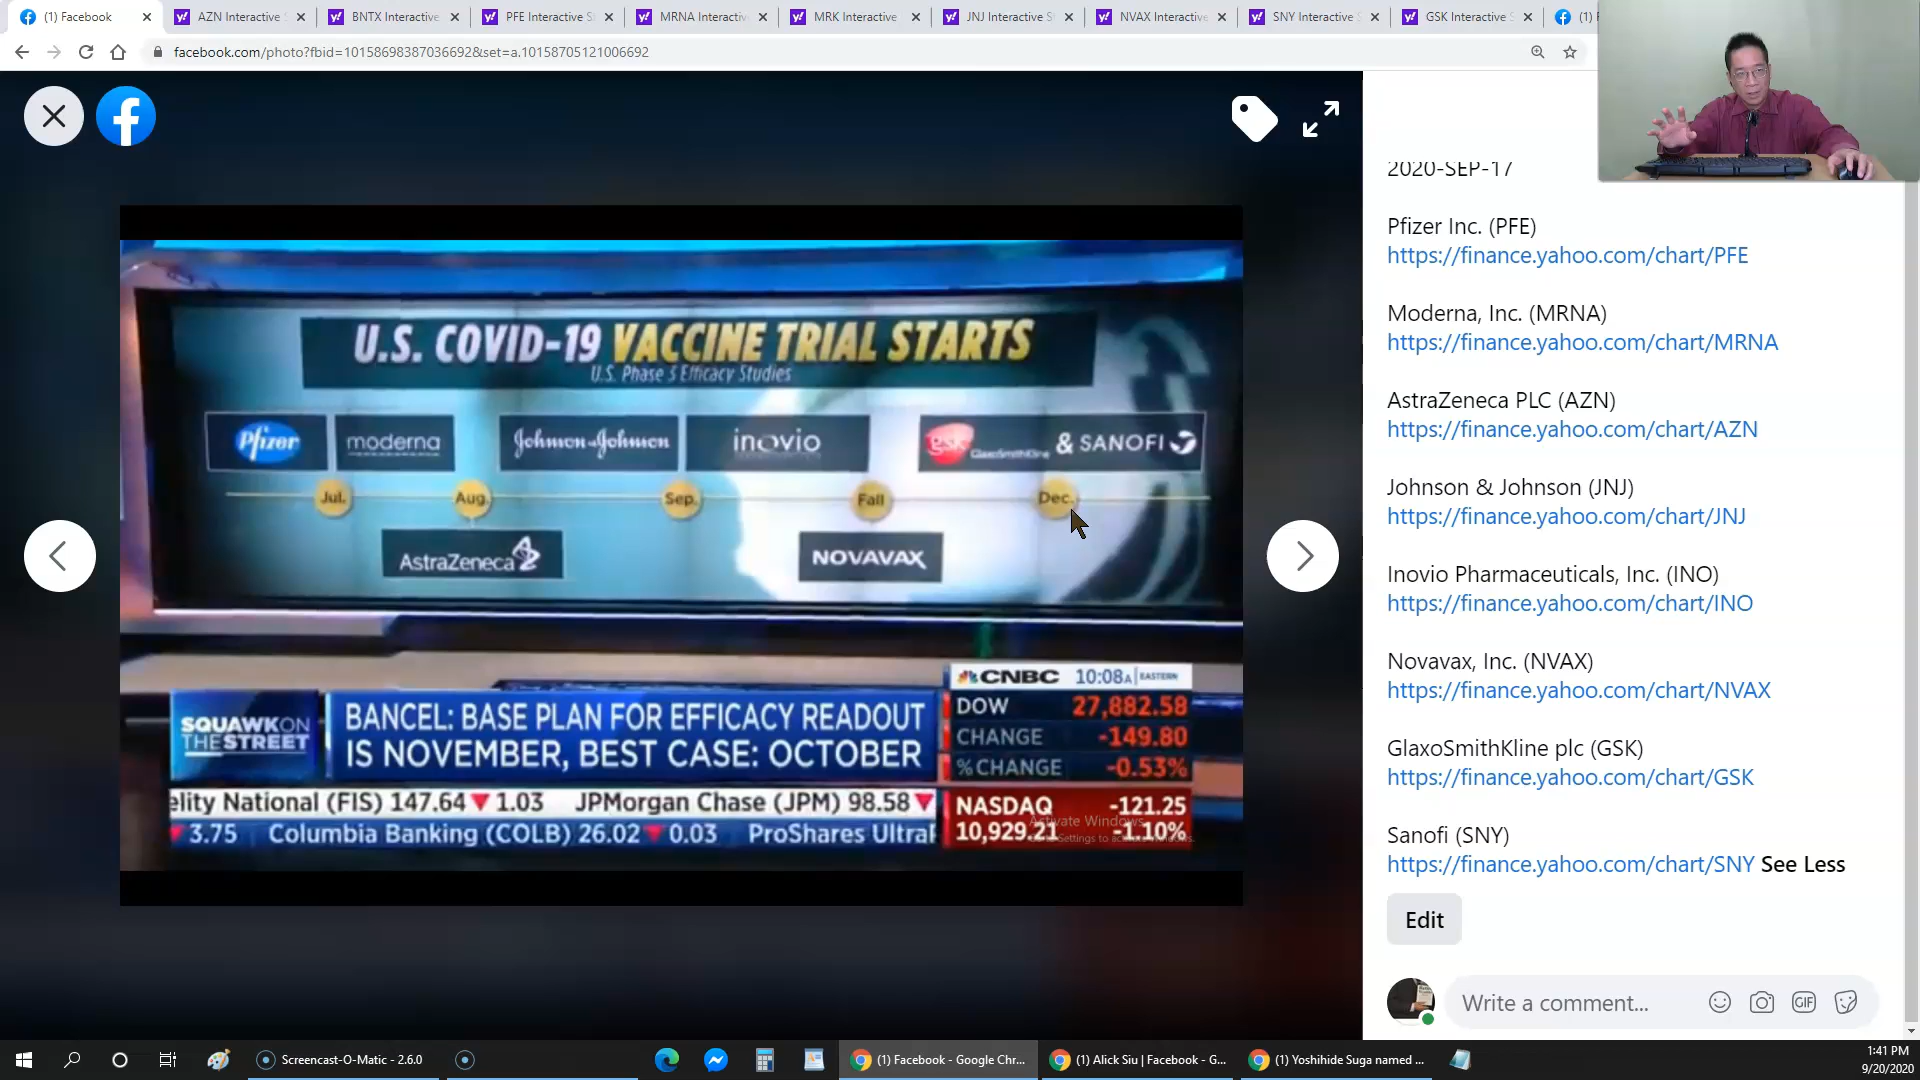 (1) Facebook
AZN Interactive
BNTX Interactive
PFE Interactive S
MRNA Interactiv
MRK Interactive
JNJ Interactive S
NVAX Interactive
SNY Interactive S
GSK Interactive S
(1)
facebook.com/photo?fbid=10158698387036692&set=a.10158705121006692
U.S. COVID-19 VACCINE TRIAL STARTS
U.S. Phase 3 Efficacy Studies
Pfizer
moderna
Johnson & Johnson
inovio
gsk GlaxoSmithKline & SANOFI
Jul.
Aug.
Sep.
Fall
Dec.
AstraZeneca
NOVAVAX
SQUAWK ON
THE STREET
BANCEL: BASE PLAN FOR EFFICACY READOUT
IS NOVEMBER, BEST CASE: OCTOBER
CNBC 10:08A EASTERN
DOW 27,882.58
CHANGE -149.80
% CHANGE -0.53%
NASDAQ -121.25
10,929.21 -1.10%
Activate Windows
Settings to activate Windows.
elity National (FIS) 147.64 ▼ 1.03 JPMorgan Chase (JPM) 98.58 ▼
▼ 3.75 Columbia Banking (COLB) 26.02 ▼ 0.03 ProShares Ultra
2020-SEP-17
Pfizer Inc. (PFE)
https://finance.yahoo.com/chart/PFE
Moderna, Inc. (MRNA)
https://finance.yahoo.com/chart/MRNA
AstraZeneca PLC (AZN)
https://finance.yahoo.com/chart/AZN
Johnson & Johnson (JNJ)
https://finance.yahoo.com/chart/JNJ
Inovio Pharmaceuticals, Inc. (INO)
https://finance.yahoo.com/chart/INO
Novavax, Inc. (NVAX)
https://finance.yahoo.com/chart/NVAX
GlaxoSmithKline plc (GSK)
https://finance.yahoo.com/chart/GSK
Sanofi (SNY)
https://finance.yahoo.com/chart/SNY See Less
Edit
Write a comment...
GIF
Screencast-O-Matic - 2.6.0
(1) Facebook - Google Chr...
(1) Alick Siu | Facebook - G...
(1) Yoshihide Suga named ...
1:41 PM
9/20/2020